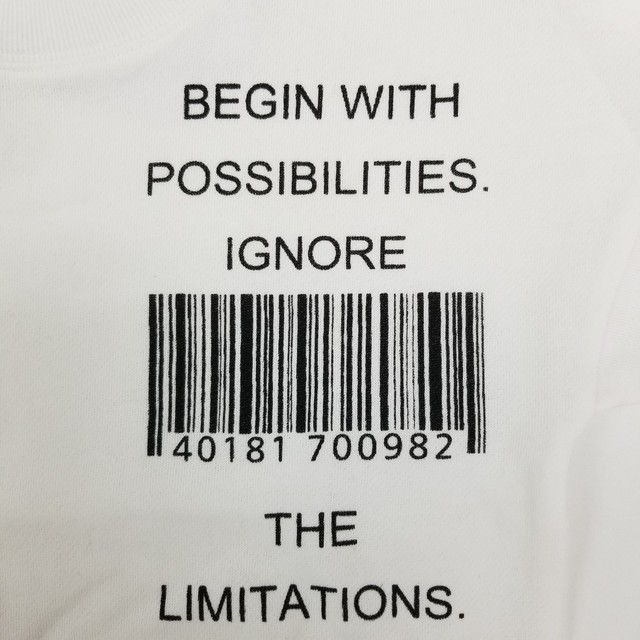 BEGIN WITH
POSSIBILITIES.
IGNORE
40181 700982
THE
LIMITATIONS.